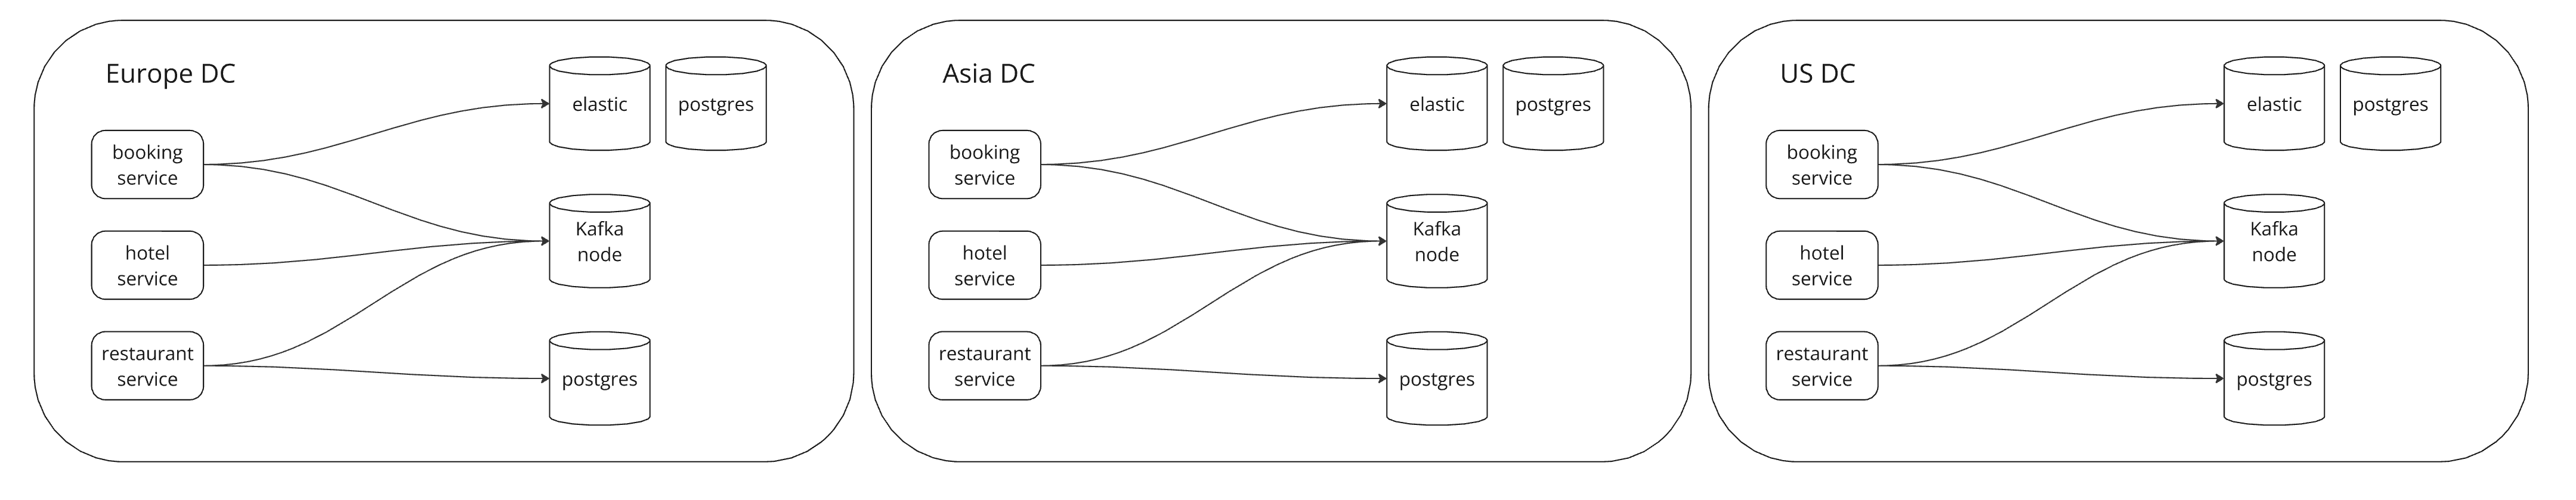 Europe DC
elastic
postgres
booking
service
Kafka
node
hotel
service
restaurant
service
postgres
Asia DC
elastic
postgres
booking
service
Kafka
node
hotel
service
restaurant
service
postgres
US DC
elastic
postgres
booking
service
Kafka
node
hotel
service
restaurant
service
postgres